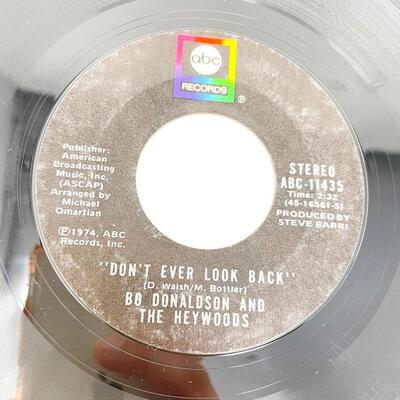 abc
RECORDS
®
Publisher:
American
Broadcasting
Music, Inc.
(ASCAP)
Arranged by
Michael
Omartian
℗1974, ABC
Records, Inc.
STEREO
ABC-11435
Time: 2:32
(45-16561-S)
PRODUCED BY
STEVE BARRI
"DON'T EVER LOOK BACK"
(D. Walsh/M. Bottler)
BO DONALDSON AND
THE HEYWOODS